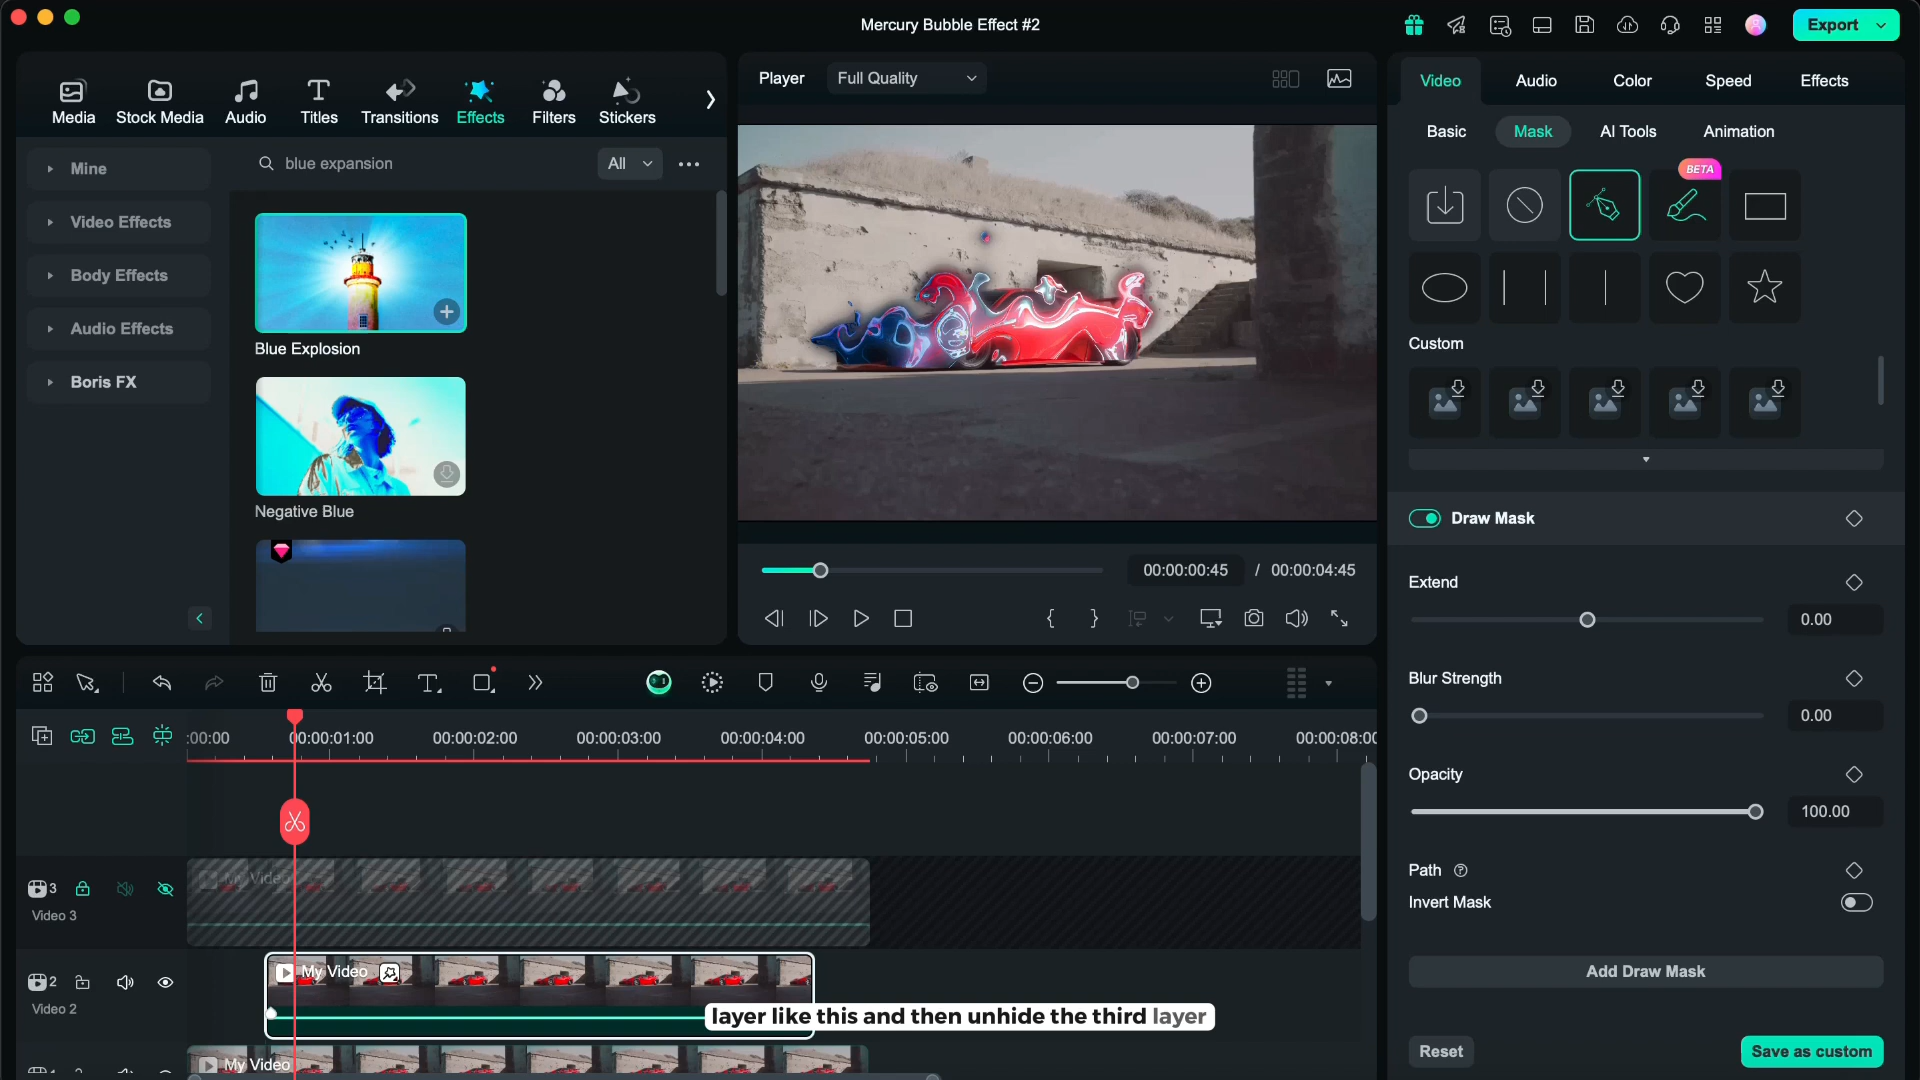 Mercury Bubble Effect #2
Export
Media
Stock Media
Audio
Titles
Transitions
Effects
Filters
Stickers
Mine
Video Effects
Body Effects
Audio Effects
Boris FX
blue expansion
All
Blue Explosion
Negative Blue
Player
Full Quality
00:00:00:45 / 00:00:04:45
Video
Audio
Color
Speed
Effects
Basic
Mask
AI Tools
Animation
BETA
Custom
Draw Mask
Extend
0.00
Blur Strength
0.00
Opacity
100.00
Path
Invert Mask
Add Draw Mask
Reset
Save as custom
:00:00
00:00:01:00
00:00:02:00
00:00:03:00
00:00:04:00
00:00:05:00
00:00:06:00
00:00:07:00
00:00:08:00
3
Video 3
My Video
2
Video 2
My Video
layer like this and then unhide the third layer
My Video